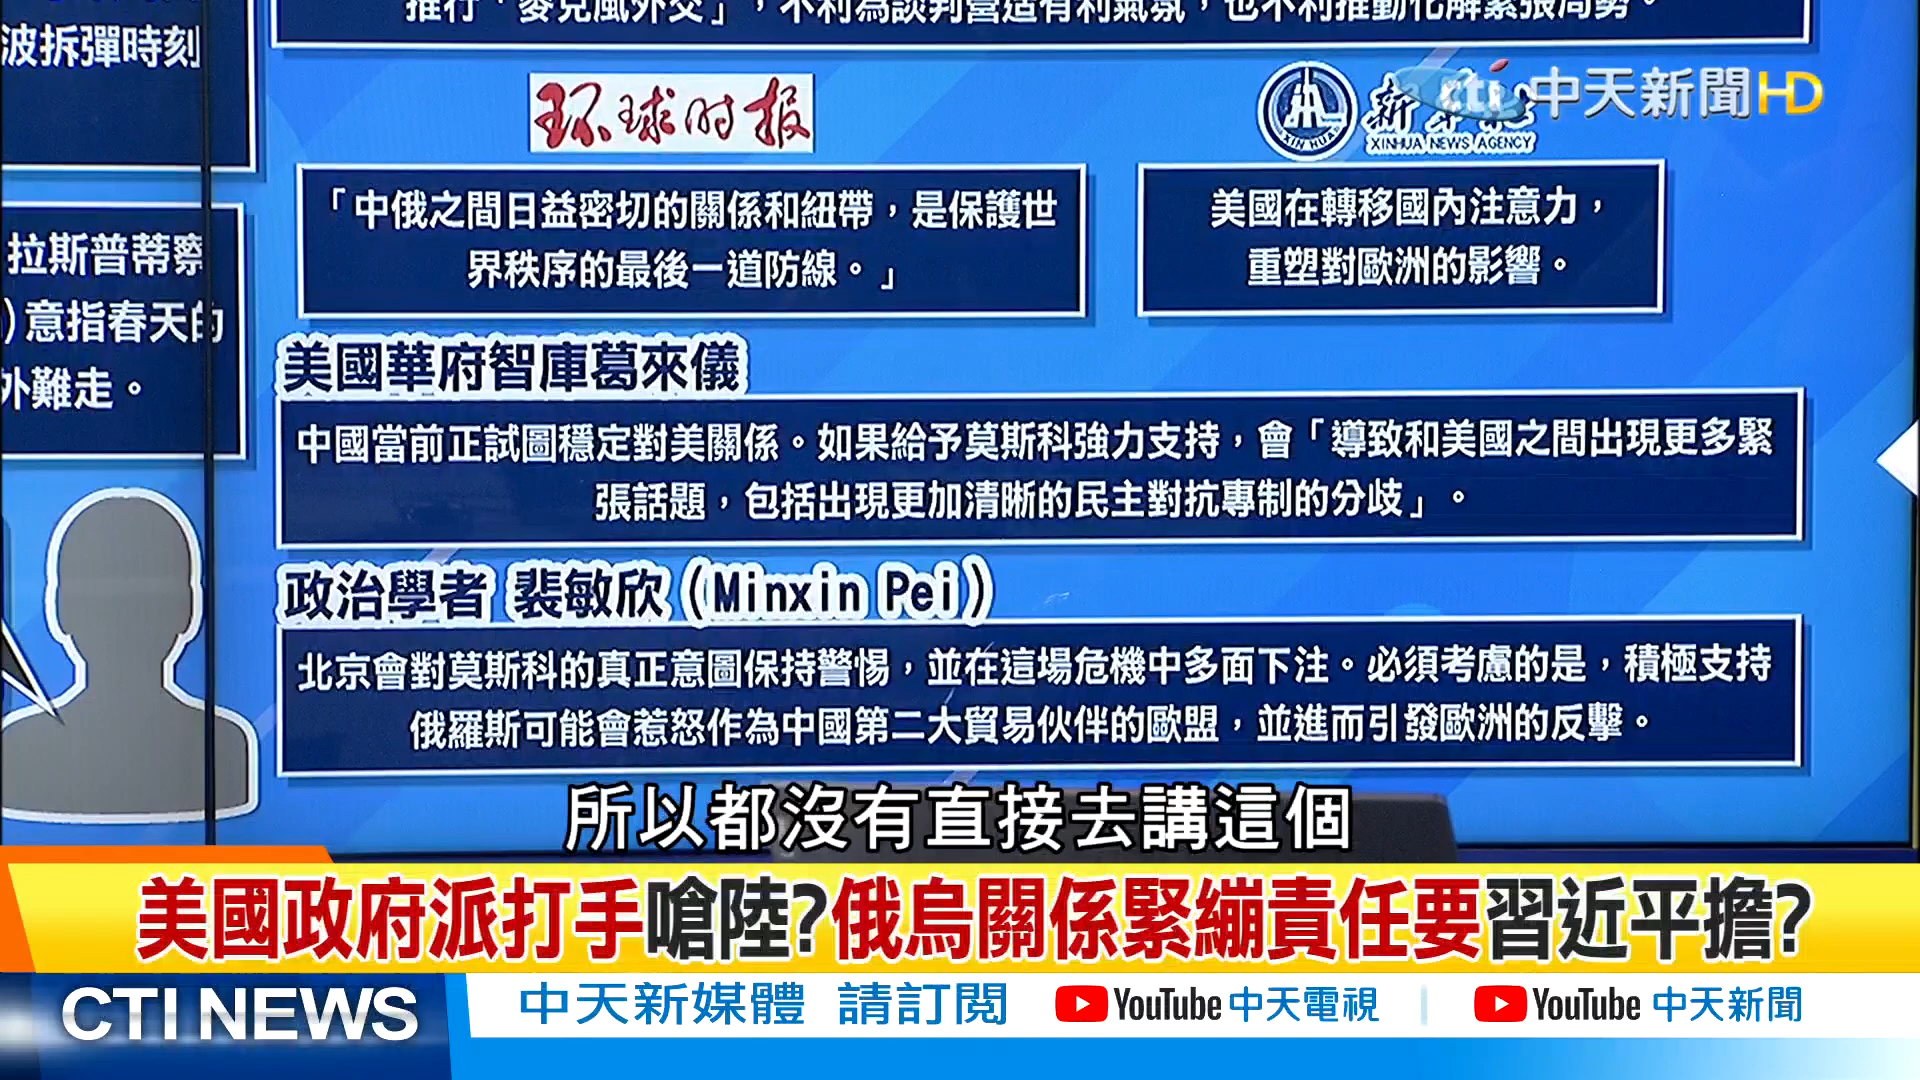 推行「麥克風外交」，不利為談判營造有利氣氛，也不利推動化解緊張局勢。
波拆彈時刻
环球时报
XINHUA
新华社
XINHUA NEWS AGENCY
cti 中天新聞HD
「中俄之間日益密切的關係和紐帶，是保護世
界秩序的最後一道防線。」
美國在轉移國內注意力，
重塑對歐洲的影響。
拉斯普蒂察
)意指春天的
外難走。
美國華府智庫葛來儀
中國當前正試圖穩定對美關係。如果給予莫斯科強力支持，會「導致和美國之間出現更多緊
張話題，包括出現更加清晰的民主對抗專制的分歧」。
政治學者 裴敏欣(Minxin Pei)
北京會對莫斯科的真正意圖保持警惕，並在這場危機中多面下注。必須考慮的是，積極支持
俄羅斯可能會惹怒作為中國第二大貿易伙伴的歐盟，並進而引發歐洲的反擊。
所以都沒有直接去講這個
美國政府派打手嗆陸?俄烏關係緊繃責任要習近平擔?
CTI NEWS
中天新媒體 請訂閱 YouTube 中天電視 | YouTube 中天新聞